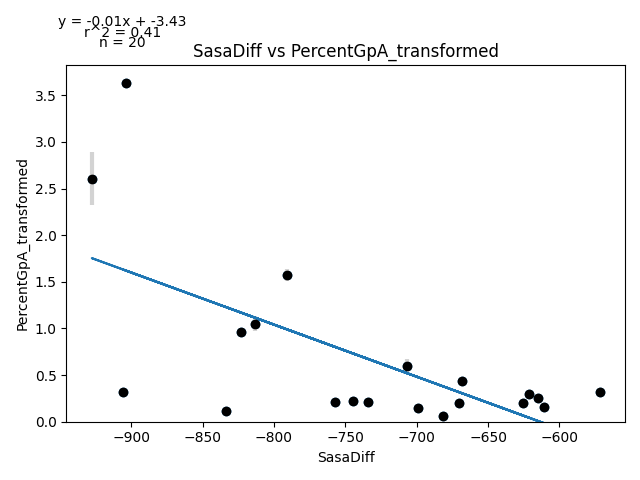 y = -0.01x + -3.43
r^2 = 0.41
n = 20
SasaDiff vs PercentGpA_transformed
PercentGpA_transformed
3.5
3.0
2.5
2.0
1.5
1.0
0.5
0.0
−900
−850
−800
−750
−700
−650
−600
SasaDiff